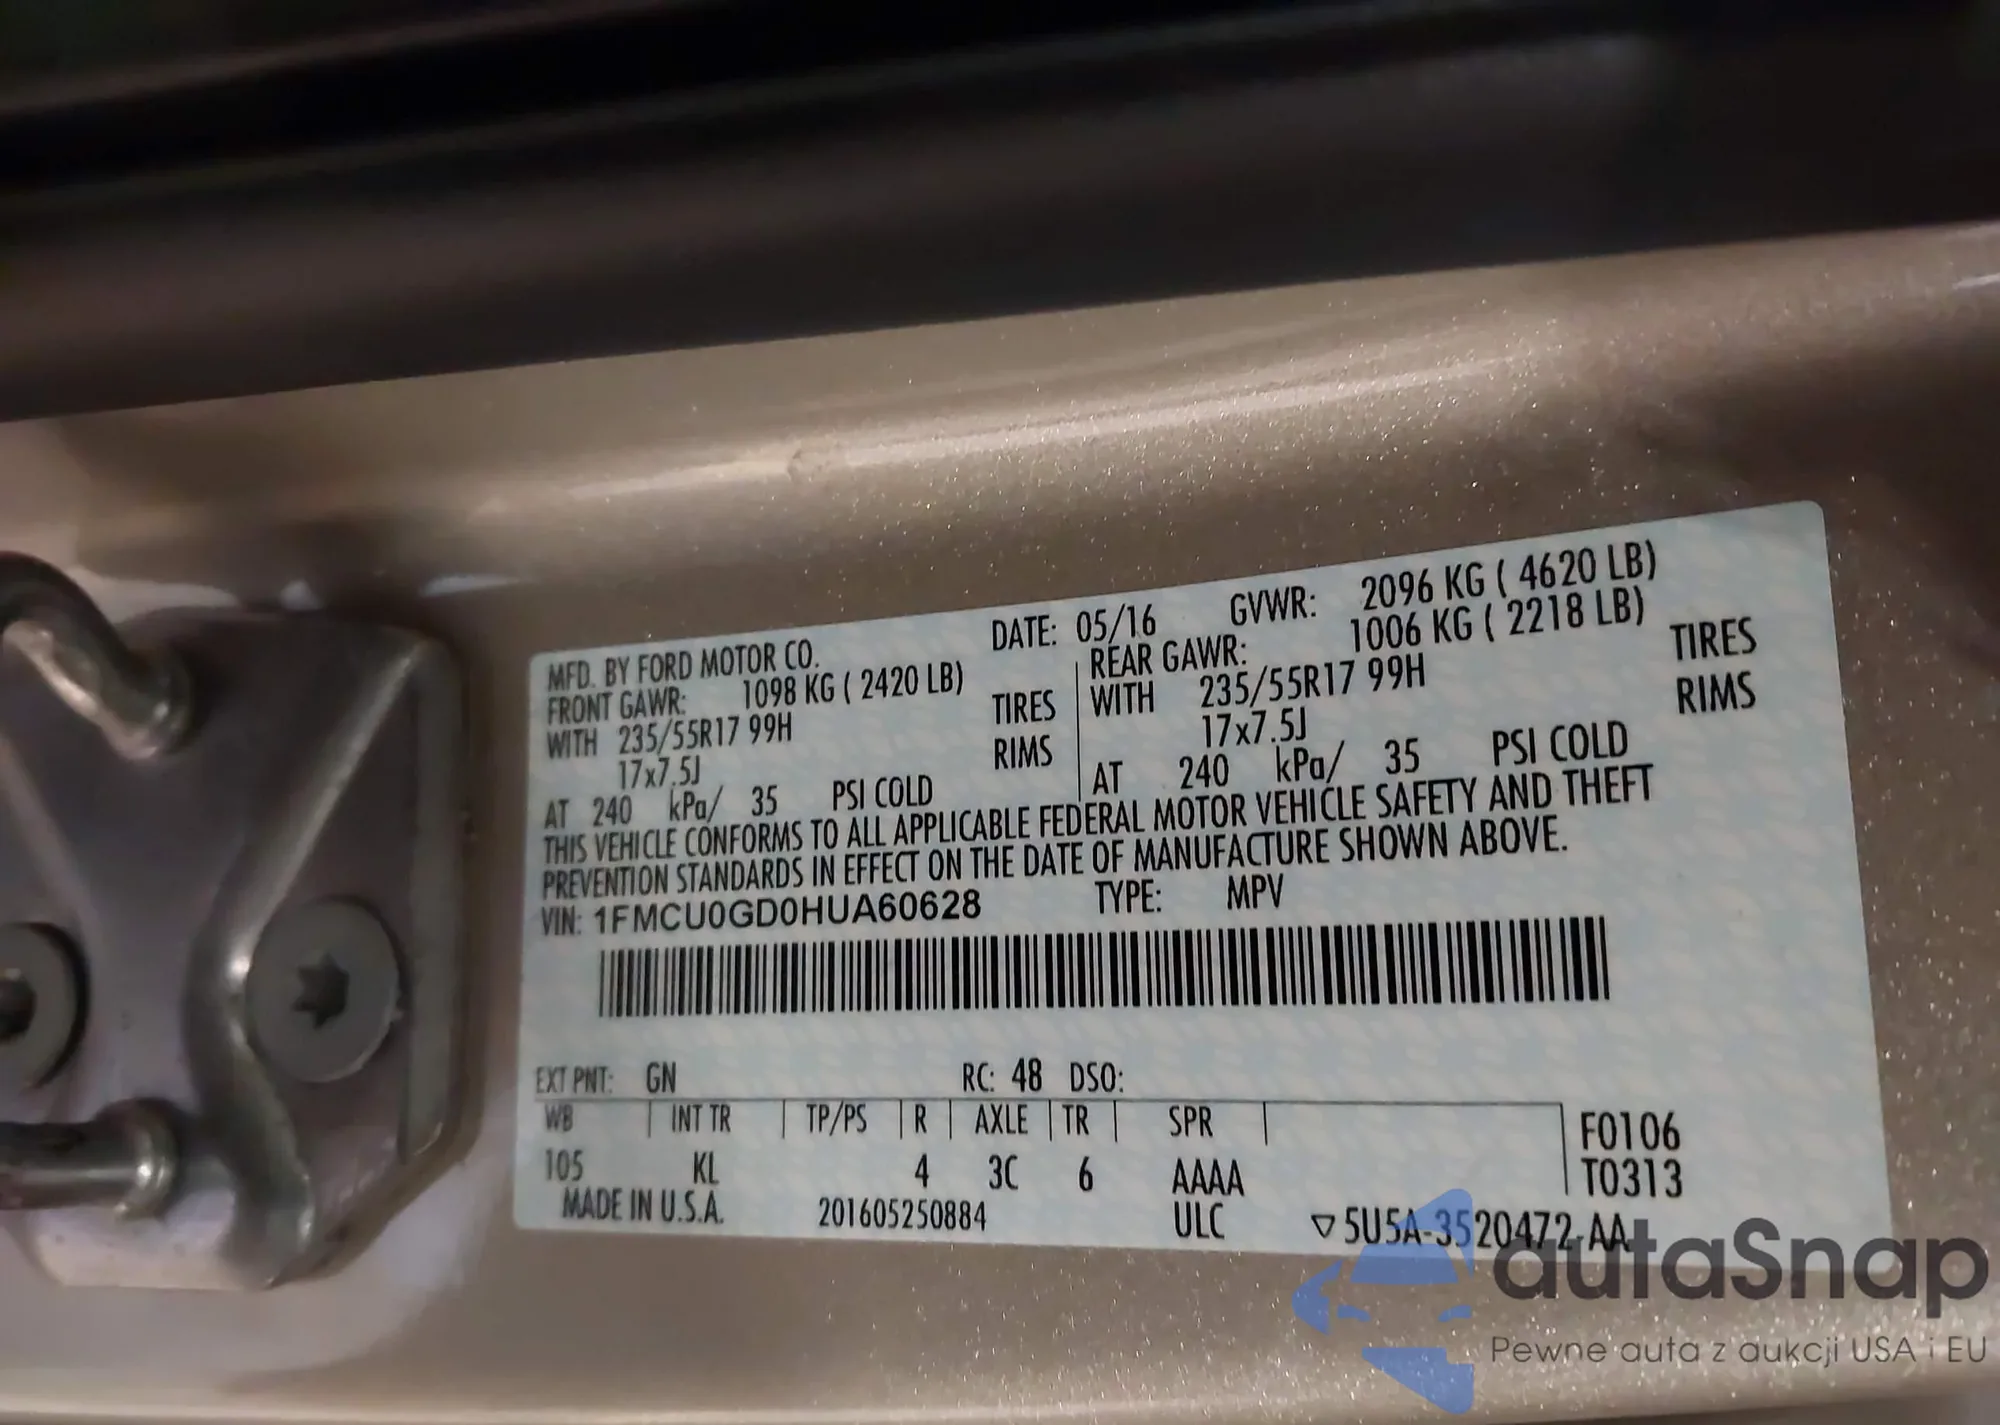 MFD. BY FORD MOTOR CO. DATE: 05/16 GVWR: 2096 KG ( 4620 LB)
FRONT GAWR: 1098 KG ( 2420 LB) REAR GAWR: 1006 KG ( 2218 LB)
WITH 235/55R17 99H TIRES WITH 235/55R17 99H TIRES
17x7.5J RIMS 17x7.5J RIMS
AT 240 kPa/ 35 PSI COLD AT 240 kPa/ 35 PSI COLD
THIS VEHICLE CONFORMS TO ALL APPLICABLE FEDERAL MOTOR VEHICLE SAFETY AND THEFT
PREVENTION STANDARDS IN EFFECT ON THE DATE OF MANUFACTURE SHOWN ABOVE.
VIN: 1FMCU0GD0HUA60628 TYPE: MPV
EXT PNT: GN RC: 48 DSO:
WB INT TR TP/PS R AXLE TR SPR F0106
105 KL 4 3C 6 AAAA T0313
MADE IN U.S.A. 201605250884 ULC ▽5U5A-3520472-AA
autaSnap
Pewne auta z aukcji USA i EU